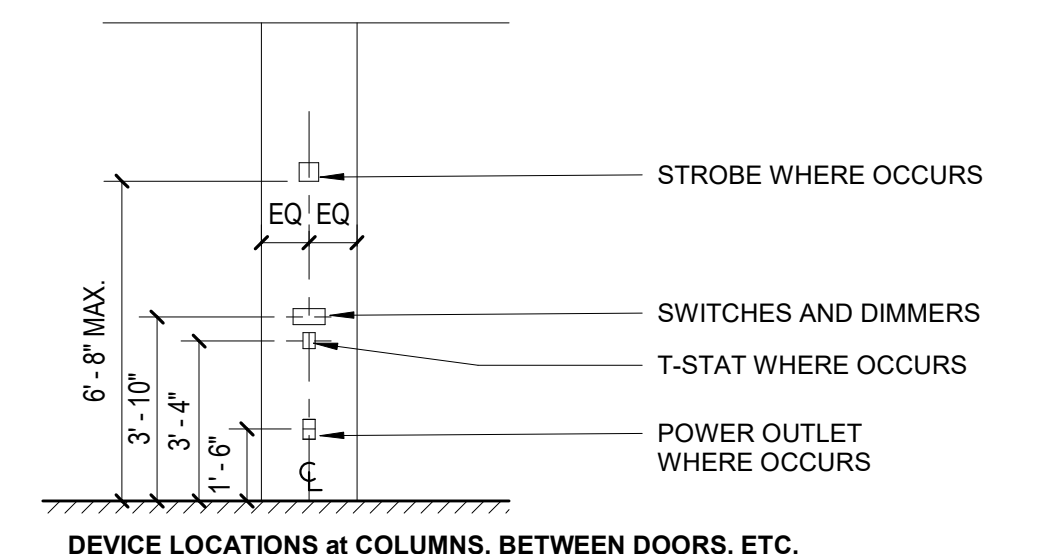 STROBE WHERE OCCURS
EQ EQ
6' - 8" MAX.
3' - 10"
3' - 4"
1' - 6"
SWITCHES AND DIMMERS
T-STAT WHERE OCCURS
POWER OUTLET
WHERE OCCURS
℄
DEVICE LOCATIONS at COLUMNS, BETWEEN DOORS, ETC.